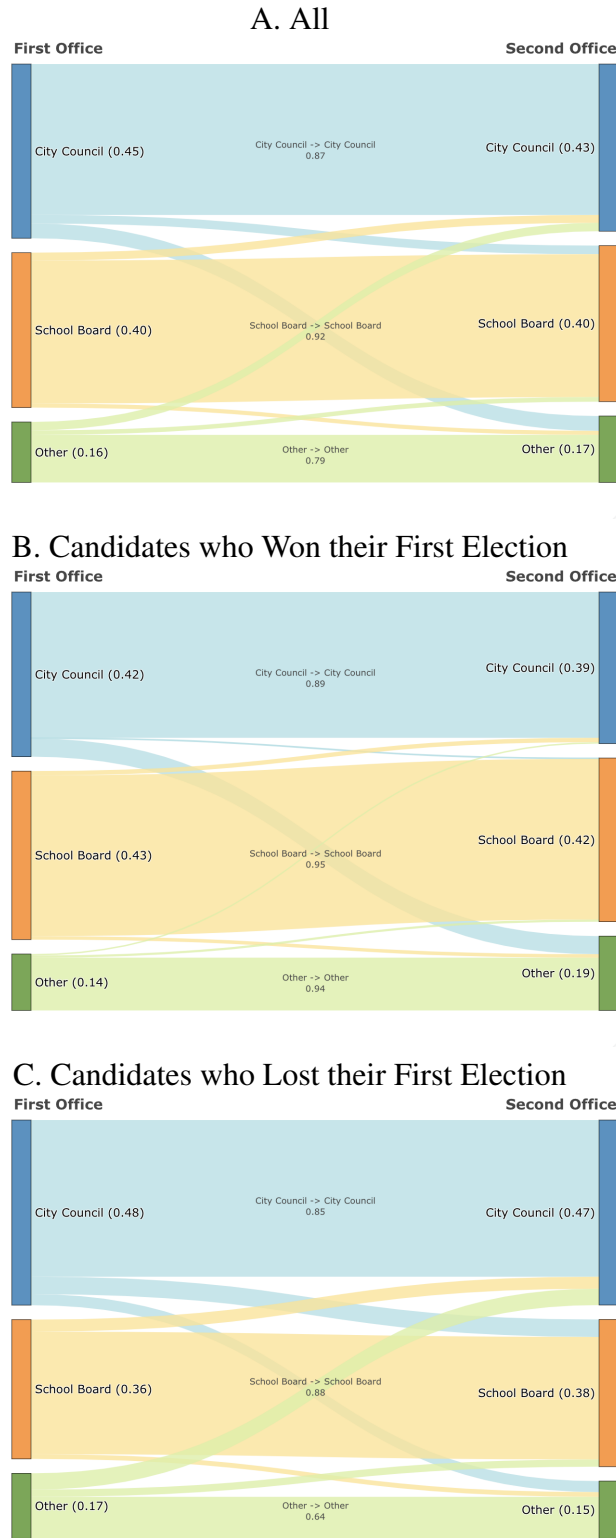 A. All
First Office Second Office
City Council (0.45)
City Council -> City Council
0.87
City Council (0.43)
School Board (0.40)
School Board -> School Board
0.92
School Board (0.40)
Other (0.16)
Other -> Other
0.79
Other (0.17)
B. Candidates who Won their First Election
First Office Second Office
City Council (0.42)
City Council -> City Council
0.89
City Council (0.39)
School Board (0.43)
School Board -> School Board
0.95
School Board (0.42)
Other (0.14)
Other -> Other
0.94
Other (0.19)
C. Candidates who Lost their First Election
First Office Second Office
City Council (0.48)
City Council -> City Council
0.85
City Council (0.47)
School Board (0.36)
School Board -> School Board
0.88
School Board (0.38)
Other (0.17)
Other -> Other
0.64
Other (0.15)